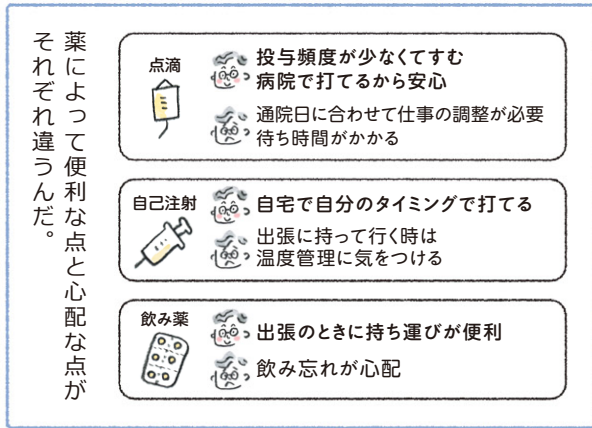 薬によって便利な点と心配な点が
それぞれ違うんだ。
点滴
投与頻度が少なくてすむ
病院で打てるから安心
通院日に合わせて仕事の調整が必要
待ち時間がかかる
自己注射
自宅で自分のタイミングで打てる
出張に持って行く時は
温度管理に気をつける
飲み薬
出張のときに持ち運びが便利
飲み忘れが心配